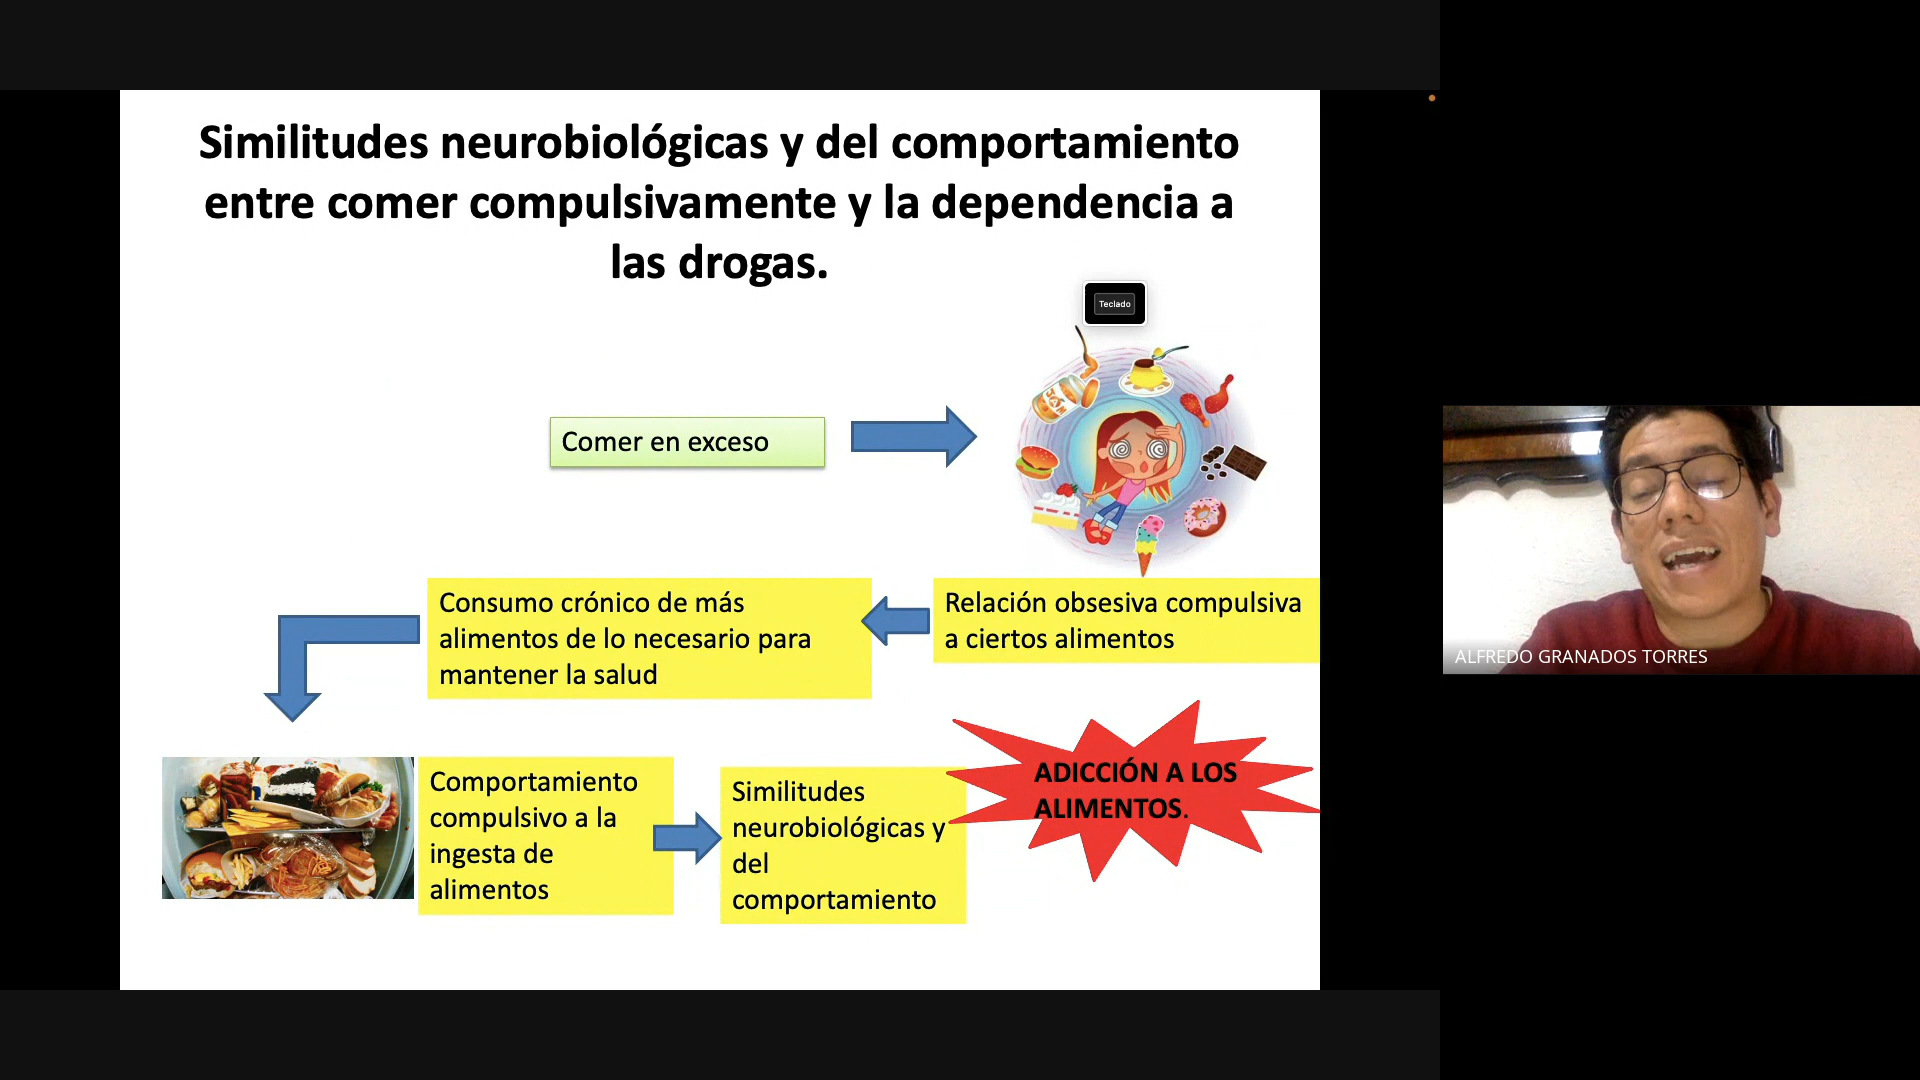 Similitudes neurobiológicas y del comportamiento
entre comer compulsivamente y la dependencia a
las drogas.
Teclado
JAM
Comer en exceso
Relación obsesiva compulsiva
a ciertos alimentos
Consumo crónico de más
alimentos de lo necesario para
mantener la salud
Comportamiento
compulsivo a la
ingesta de
alimentos
Similitudes
neurobiológicas y
del
comportamiento
ADICCIÓN A LOS
ALIMENTOS.
ALFREDO GRANADOS TORRES